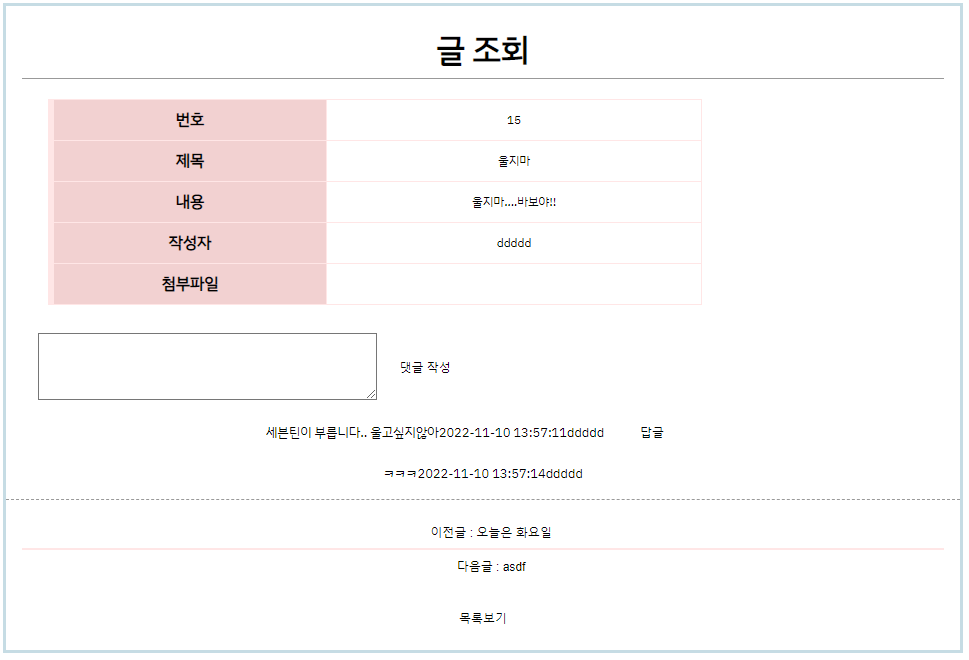 글 조회
번호 15
제목 울지마
내용 울지마....바보야!!
작성자 ddddd
첨부파일
댓글 작성
세븐틴이 부릅니다.. 울고싶지않아2022-11-10 13:57:11ddddd 답글
ㅋㅋㅋ2022-11-10 13:57:14ddddd
이전글 : 오늘은 화요일
다음글 : asdf
목록보기